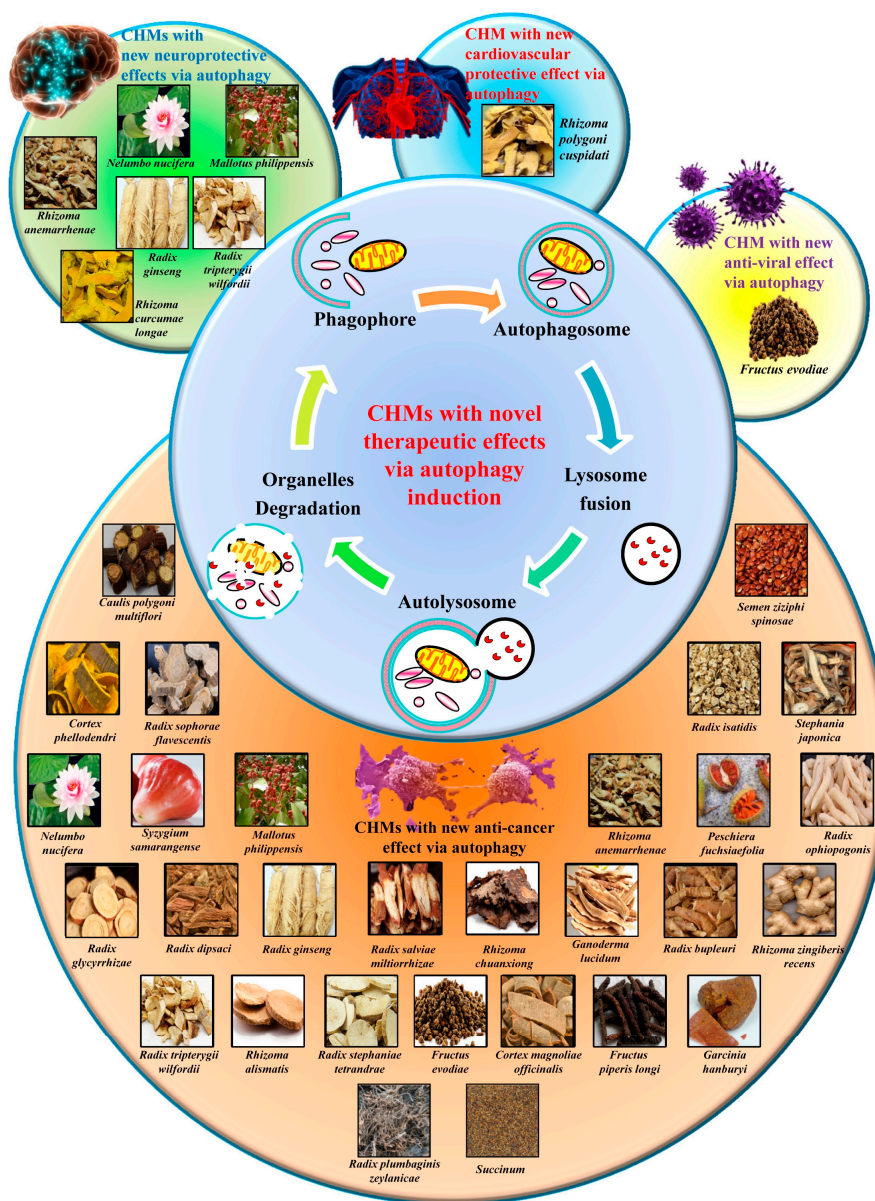 CHMs with
new neuroprotective
effects via autophagy
Nelumbo nucifera
Mallotus philippensis
Rhizoma
anemarrhenae
Radix
ginseng
Radix
tripterygii
wilfordii
Rhizoma
curcumae
longae
CHM with new
cardiovascular
protective effect via
autophagy
Rhizoma
polygoni
cuspidati
CHM with new
anti-viral effect
via autophagy
Fructus evodiae
Phagophore
Autophagosome
CHMs with novel
therapeutic effects
via autophagy
induction
Organelles
Degradation
Lysosome
fusion
Autolysosome
Caulis polygoni
multiflori
Semen ziziphi
spinosae
Cortex
phellodendri
Radix sophorae
flavescentis
Radix isatidis
Stephania
japonica
Nelumbo
nucifera
Syzygium
samarangense
Mallotus
philippensis
CHMs with new anti-cancer
effect via autophagy
Rhizoma
anemarrhenae
Peschiera
fuchsiaefolia
Radix
ophiopogonis
Radix
glycyrrhizae
Radix dipsaci
Radix ginseng
Radix salviae
miltiorrhizae
Rhizoma
chuanxiong
Ganoderma
lucidum
Radix bupleuri
Rhizoma zingiberis
recens
Radix tripterygii
wilfordii
Rhizoma
alismatis
Radix stephaniae
tetrandrae
Fructus
evodiae
Cortex magnoliae
officinalis
Fructus
piperis longi
Garcinia
hanburyi
Radix plumbaginis
zeylanicae
Succinum